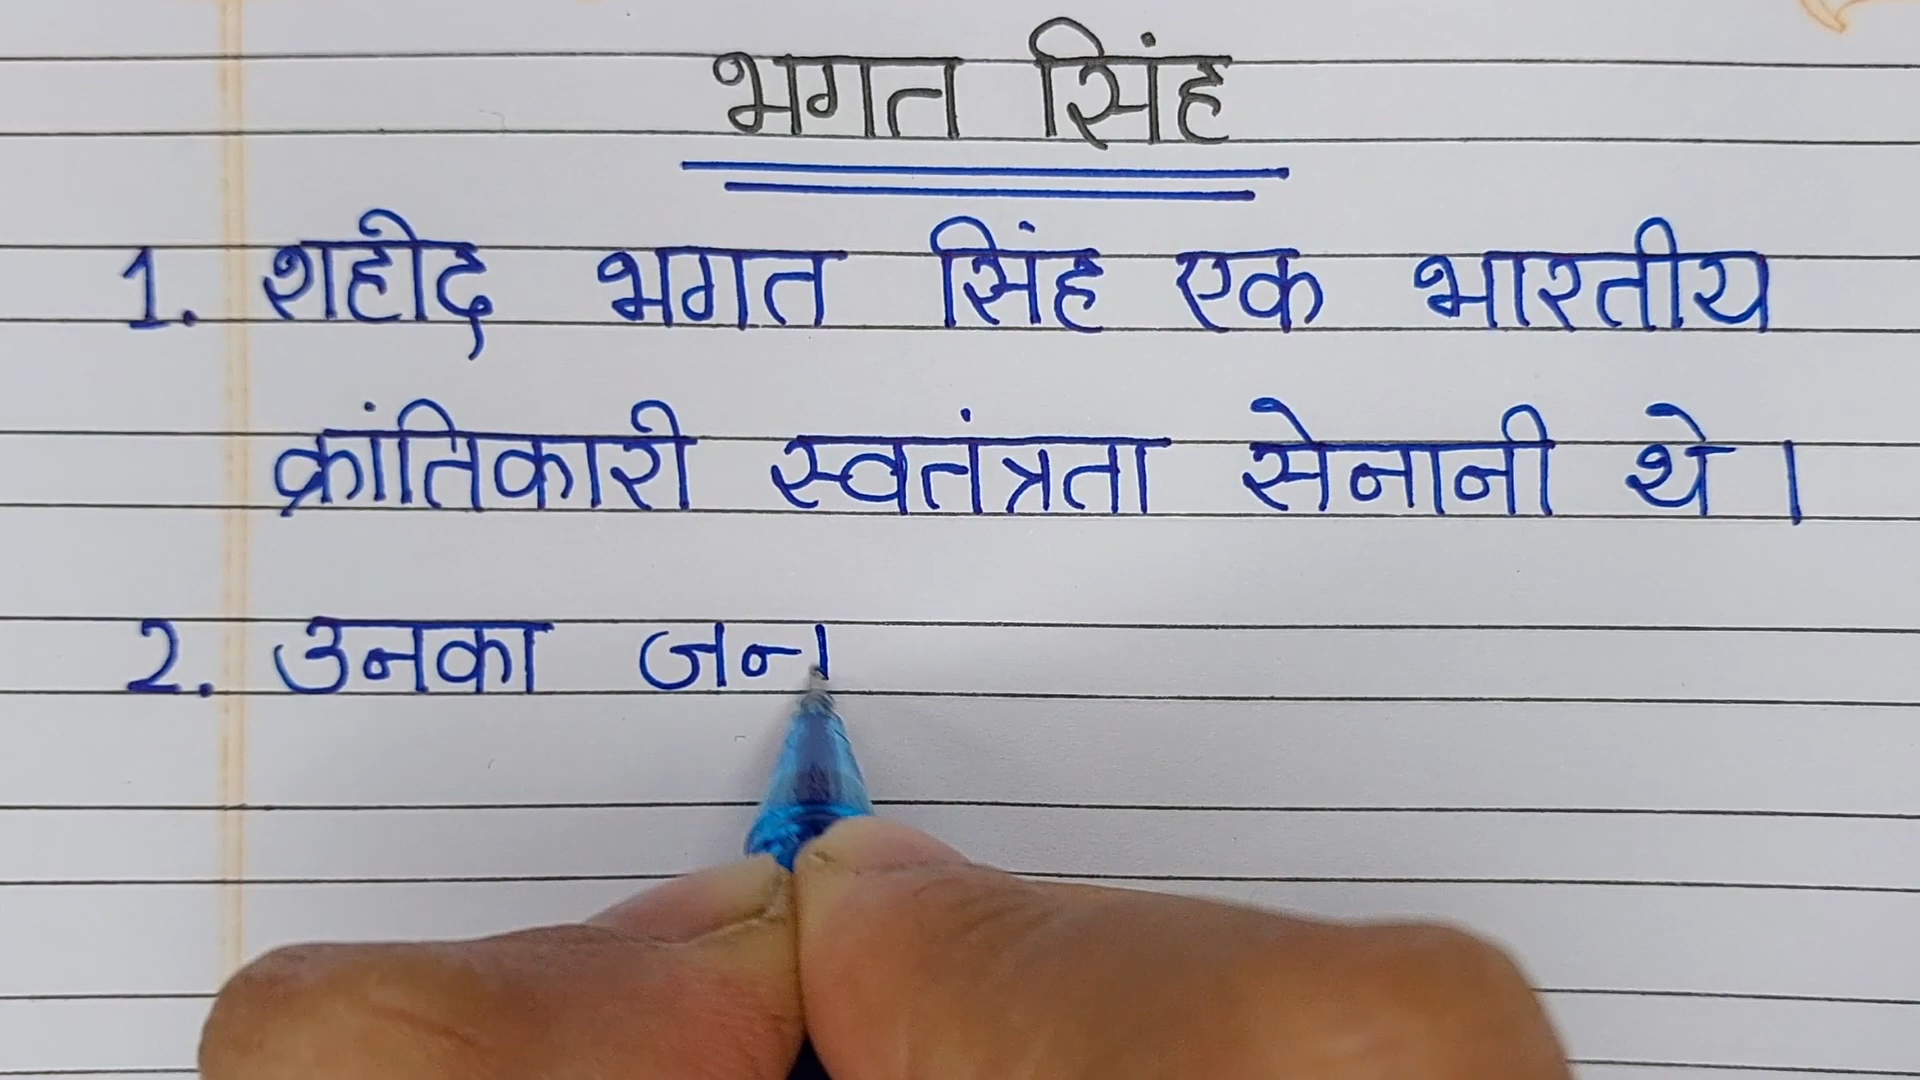 भगत सिंह
1. शहीद भगत सिंह एक भारतीय
क्रांतिकारी स्वतंत्रता सेनानी थे।
2. उनका